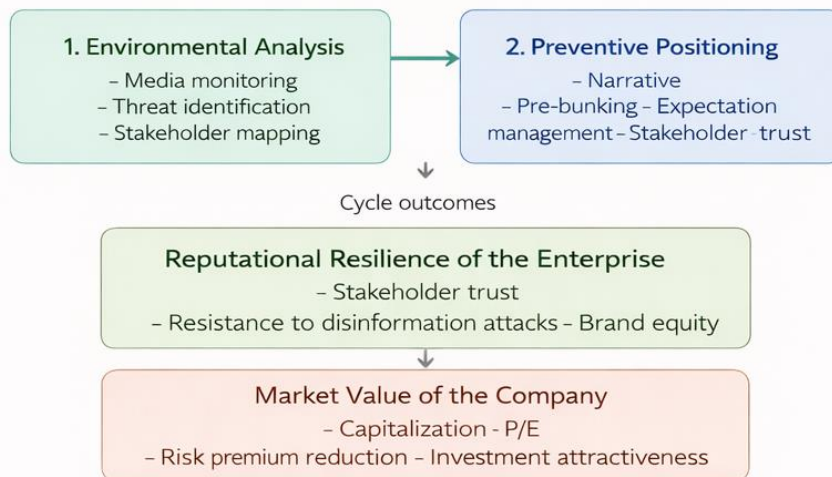 1. Environmental Analysis
– Media monitoring
– Threat identification
– Stakeholder mapping
2. Preventive Positioning
– Narrative
– Pre-bunking – Expectation
management – Stakeholder trust
Cycle outcomes
Reputational Resilience of the Enterprise
– Stakeholder trust
– Resistance to disinformation attacks – Brand equity
Market Value of the Company
– Capitalization - P/E
– Risk premium reduction – Investment attractiveness